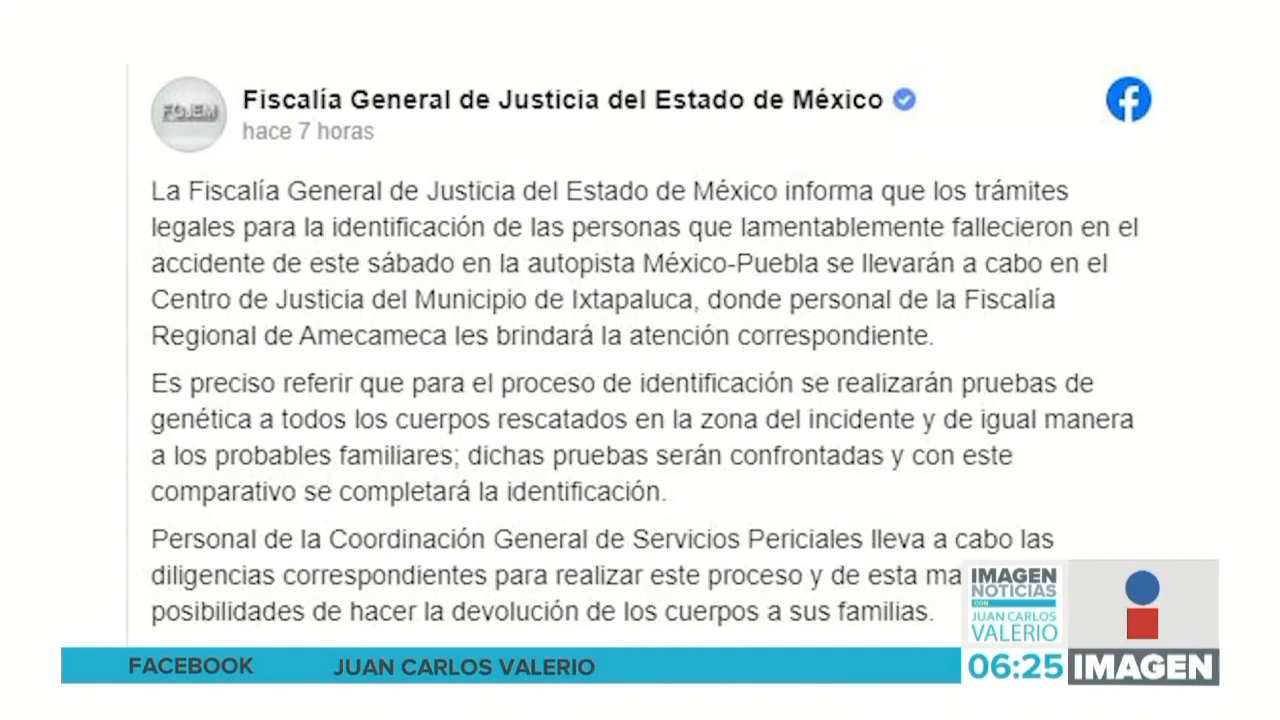 FGJEM
Fiscalía General de Justicia del Estado de México
hace 7 horas
La Fiscalía General de Justicia del Estado de México informa que los trámites
legales para la identificación de las personas que lamentablemente fallecieron en el
accidente de este sábado en la autopista México-Puebla se llevarán a cabo en el
Centro de Justicia del Municipio de Ixtapaluca, donde personal de la Fiscalía
Regional de Amecameca les brindará la atención correspondiente.
Es preciso referir que para el proceso de identificación se realizarán pruebas de
genética a todos los cuerpos rescatados en la zona del incidente y de igual manera
a los probables familiares; dichas pruebas serán confrontadas y con este
comparativo se completará la identificación.
Personal de la Coordinación General de Servicios Periciales lleva a cabo las
diligencias correspondientes para realizar este proceso y de esta
posibilidades de hacer la devolución de los cuerpos a sus familias.
IMAGEN
NOTICIAS
CON
JUAN CARLOS
VALERIO
FACEBOOK JUAN CARLOS VALERIO
06:25 IMAGEN